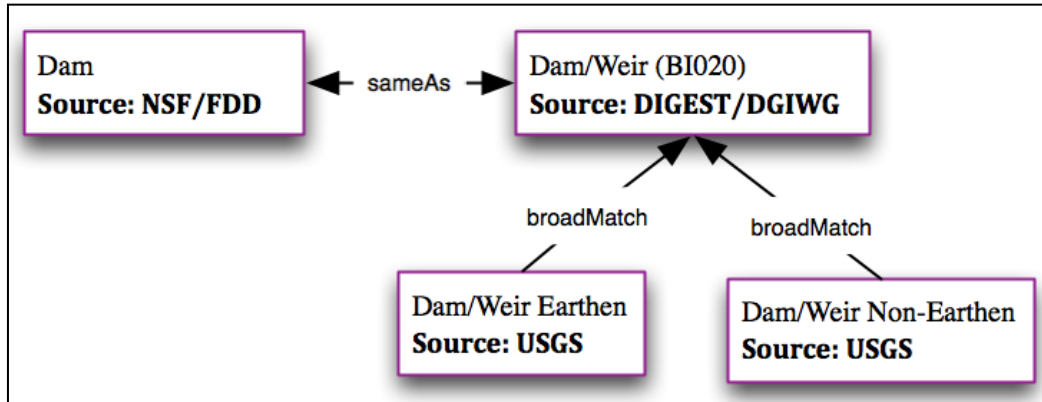 Dam
Source: NSF/FDD
sameAs
Dam/Weir (BI020)
Source: DIGEST/DGIWG
broadMatch
broadMatch
Dam/Weir Earthen
Source: USGS
Dam/Weir Non-Earthen
Source: USGS